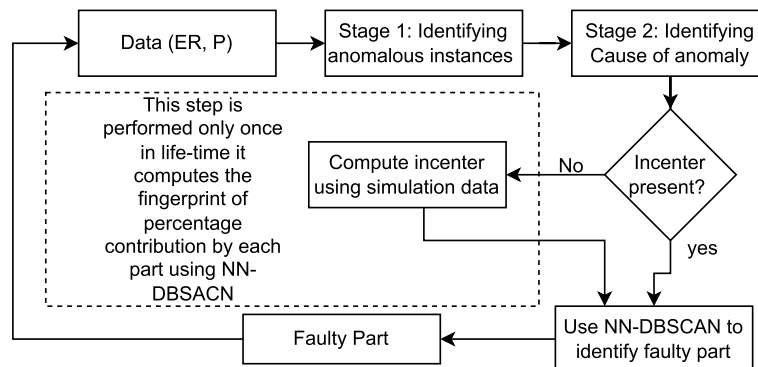 Data (ER, P)
Stage 1: Identifying
anomalous instances
Stage 2: Identifying
Cause of anomaly
This step is
performed only once
in life-time it
computes the
fingerprint of
percentage
contribution by each
part using NN-
DBSACN
Compute incenter
using simulation data
No
Incenter
present?
yes
Use NN-DBSCAN to
identify faulty part
Faulty Part